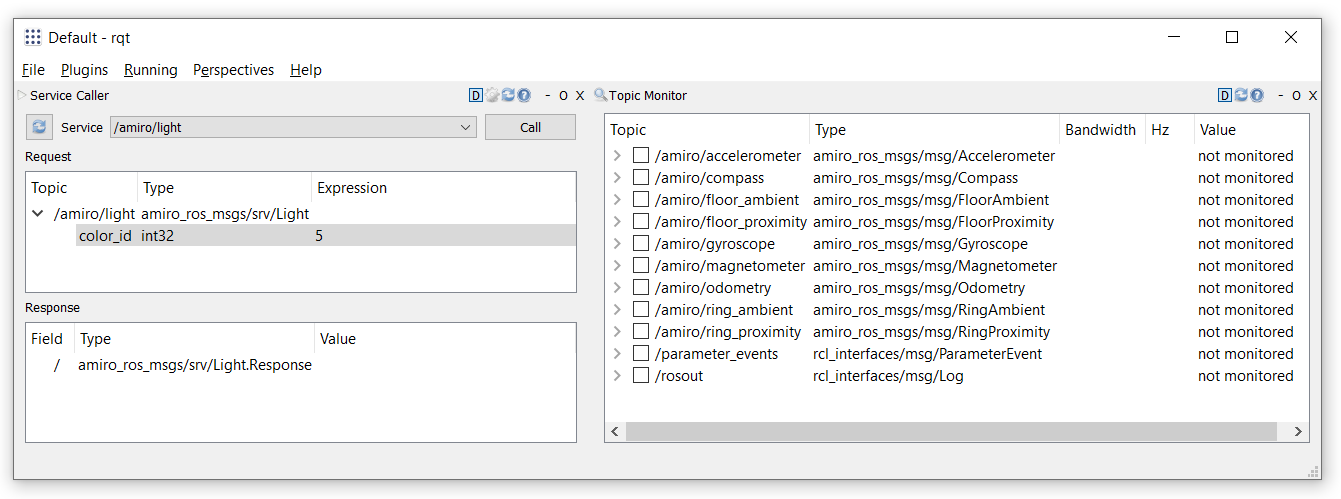 Default - rqt
File Plugins Running Perspectives Help
Service Caller D ? - O X
Service /amiro/light Call
Request
Topic Type Expression
/amiro/light amiro_ros_msgs/srv/Light
color_id int32 5
Response
Field Type Value
/ amiro_ros_msgs/srv/Light.Response
Topic Monitor D ? - O X
Topic Type Bandwidth Hz Value
/amiro/accelerometer amiro_ros_msgs/msg/Accelerometer not monitored
/amiro/compass amiro_ros_msgs/msg/Compass not monitored
/amiro/floor_ambient amiro_ros_msgs/msg/FloorAmbient not monitored
/amiro/floor_proximity amiro_ros_msgs/msg/FloorProximity not monitored
/amiro/gyroscope amiro_ros_msgs/msg/Gyroscope not monitored
/amiro/magnetometer amiro_ros_msgs/msg/Magnetometer not monitored
/amiro/odometry amiro_ros_msgs/msg/Odometry not monitored
/amiro/ring_ambient amiro_ros_msgs/msg/RingAmbient not monitored
/amiro/ring_proximity amiro_ros_msgs/msg/RingProximity not monitored
/parameter_events rcl_interfaces/msg/ParameterEvent not monitored
/rosout rcl_interfaces/msg/Log not monitored